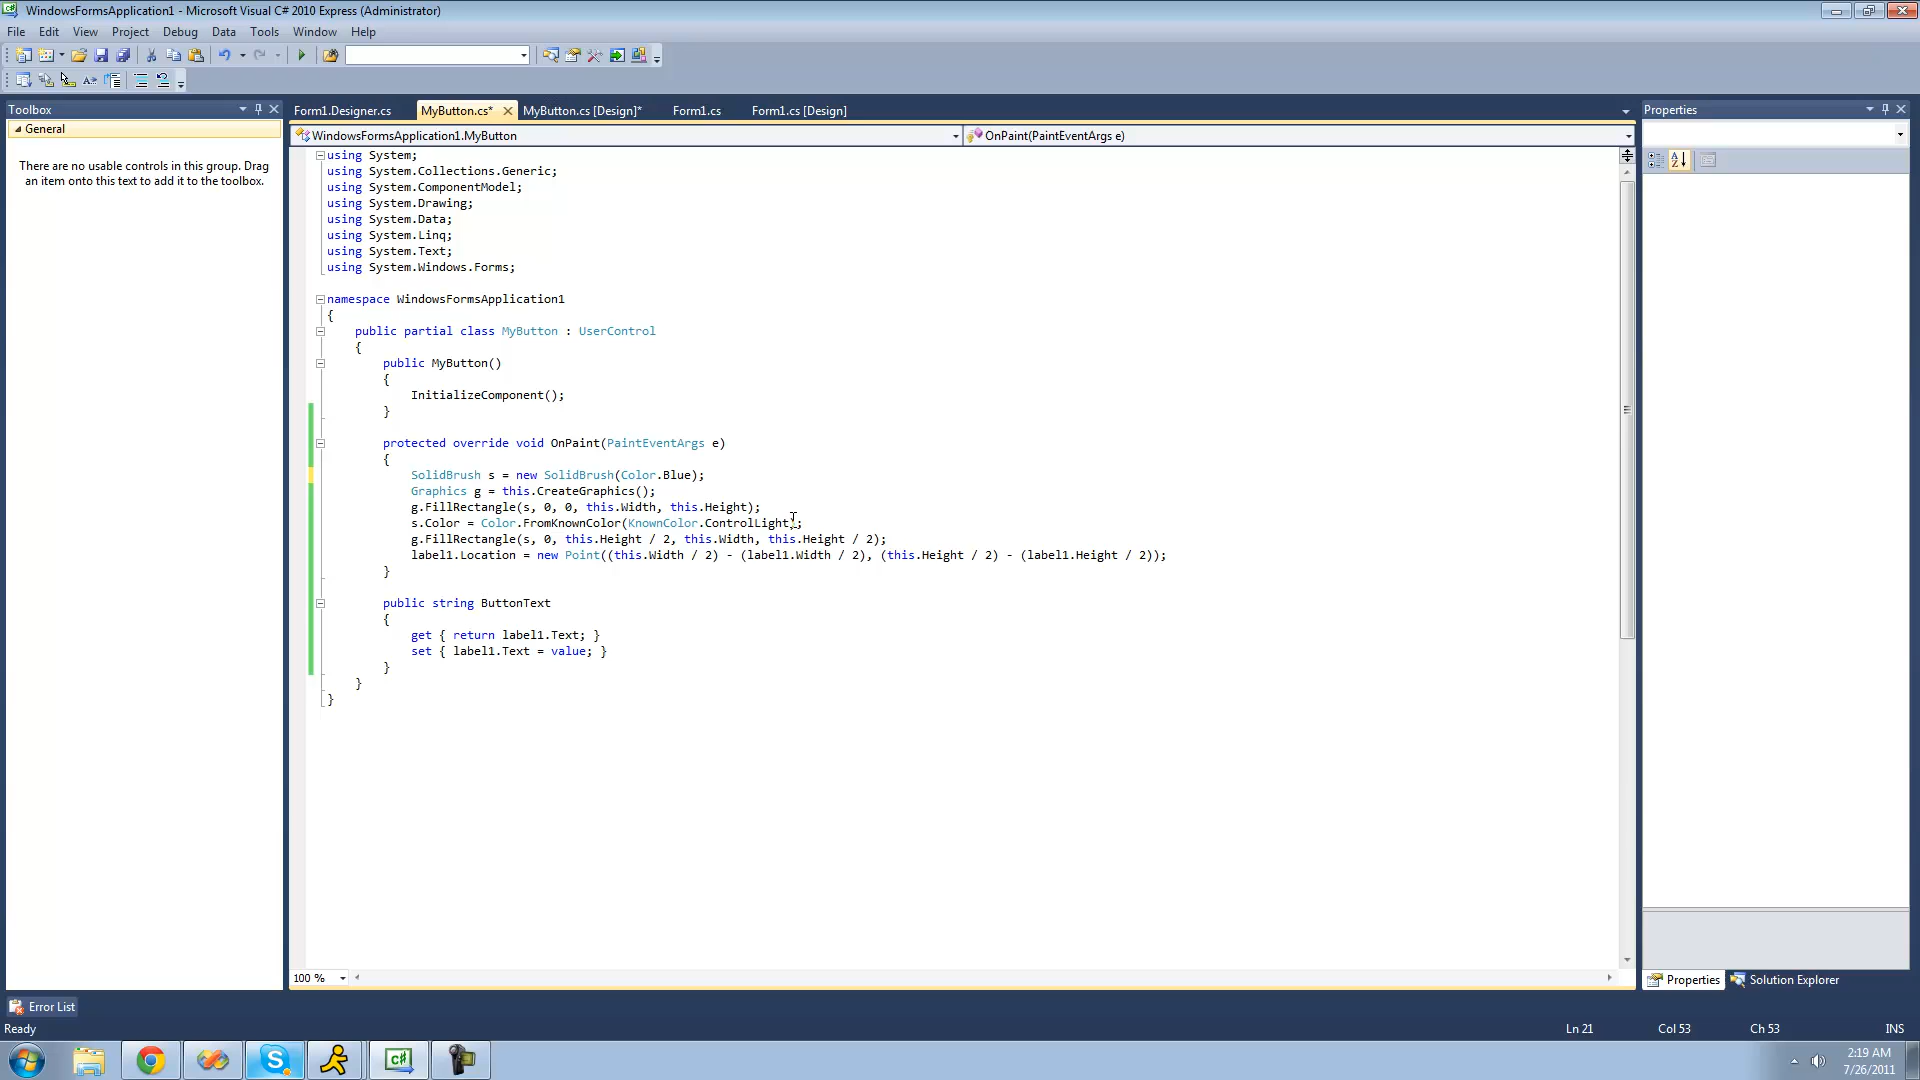 WindowsFormsApplication1 - Microsoft Visual C# 2010 Express (Administrator)
File Edit View Project Debug Data Tools Window Help
Toolbox
General
There are no usable controls in this group. Drag
an item onto this text to add it to the toolbox.
Form1.Designer.cs MyButton.cs* MyButton.cs [Design]* Form1.cs Form1.cs [Design]
WindowsFormsApplication1.MyButton OnPaint(PaintEventArgs e)
using System;
using System.Collections.Generic;
using System.ComponentModel;
using System.Drawing;
using System.Data;
using System.Linq;
using System.Text;
using System.Windows.Forms;
namespace WindowsFormsApplication1
{
public partial class MyButton : UserControl
{
public MyButton()
{
InitializeComponent();
}
protected override void OnPaint(PaintEventArgs e)
{
SolidBrush s = new SolidBrush(Color.Blue);
Graphics g = this.CreateGraphics();
g.FillRectangle(s, 0, 0, this.Width, this.Height);
s.Color = Color.FromKnownColor(KnownColor.ControlLight);
g.FillRectangle(s, 0, this.Height / 2, this.Width, this.Height / 2);
label1.Location = new Point((this.Width / 2) - (label1.Width / 2), (this.Height / 2) - (label1.Height / 2));
}
public string ButtonText
{
get { return label1.Text; }
set { label1.Text = value; }
}
}
}
100 %
Properties
Properties Solution Explorer
Error List
Ready Ln 21 Col 53 Ch 53 INS
2:19 AM
7/26/2011